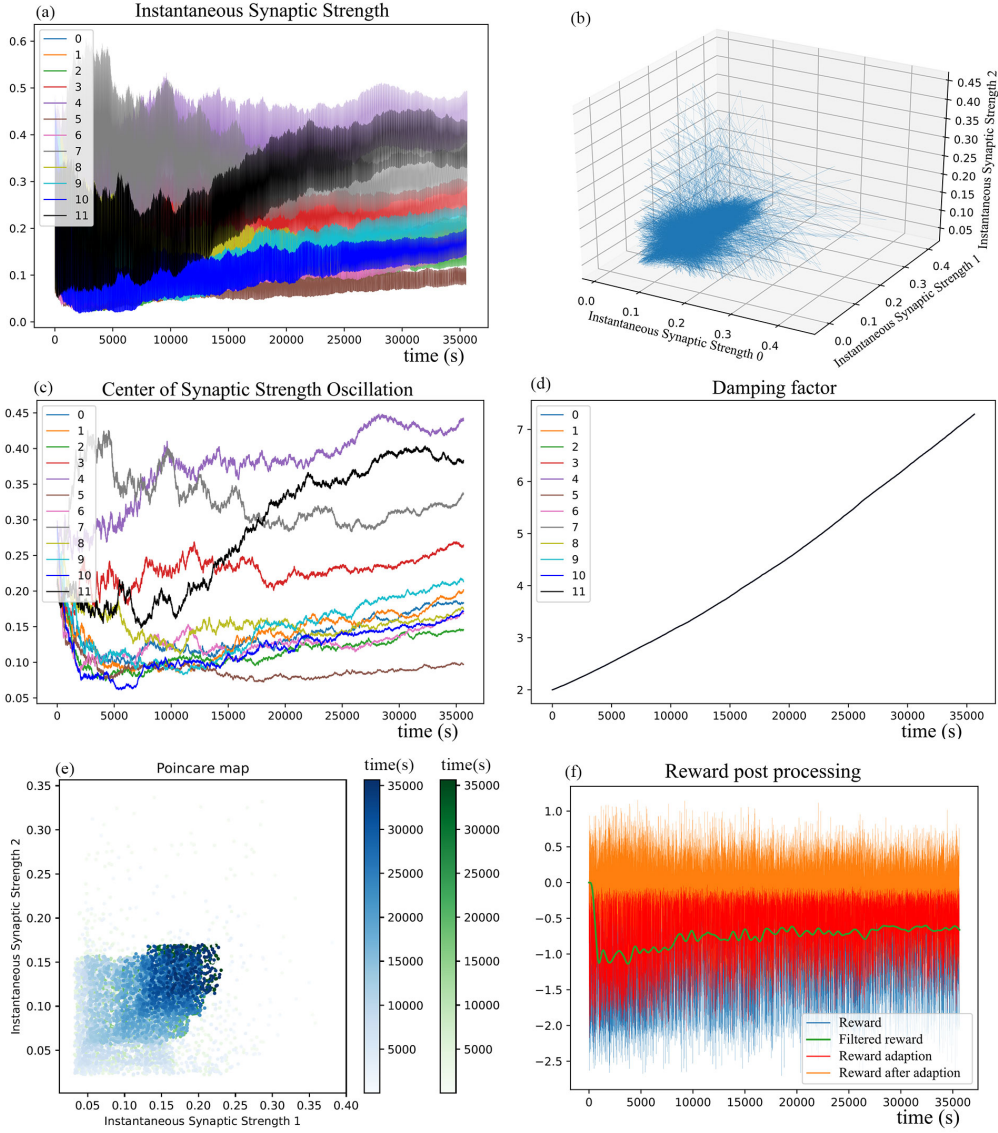 (a)
Instantaneous Synaptic Strength
0.6
0.5
0.4
0.3
0.2
0.1
0.0
0
1
2
3
4
5
6
7
8
9
10
11
0 5000 10000 15000 20000 25000 30000 35000
time (s)
(b)
0.45
0.40
0.35
0.30
0.25
0.20
0.15
0.10
0.05
Instantaneous Synaptic Strength 2
0.0 0.1 0.2 0.3 0.4
Instantaneous Synaptic Strength 0
0.0 0.1 0.2 0.3 0.4
Instantaneous Synaptic Strength 1
(c)
Center of Synaptic Strength Oscillation
0.45
0.40
0.35
0.30
0.25
0.20
0.15
0.10
0.05
0
1
2
3
4
5
6
7
8
9
10
11
0 5000 10000 15000 20000 25000 30000 35000
time (s)
(d)
Damping factor
7
6
5
4
3
2
0
1
2
3
4
5
6
7
8
9
10
11
0 5000 10000 15000 20000 25000 30000 35000
time (s)
(e)
Poincare map
0.35
0.30
0.25
0.20
0.15
0.10
0.05
Instantaneous Synaptic Strength 2
0.05 0.10 0.15 0.20 0.25 0.30 0.35 0.40
Instantaneous Synaptic Strength 1
time(s)
35000
30000
25000
20000
15000
10000
5000
time(s)
35000
30000
25000
20000
15000
10000
5000
(f)
Reward post processing
1.0
0.5
0.0
−0.5
−1.0
−1.5
−2.0
−2.5
Reward
Filtered reward
Reward adaption
Reward after adaption
0 5000 10000 15000 20000 25000 30000 35000
time (s)